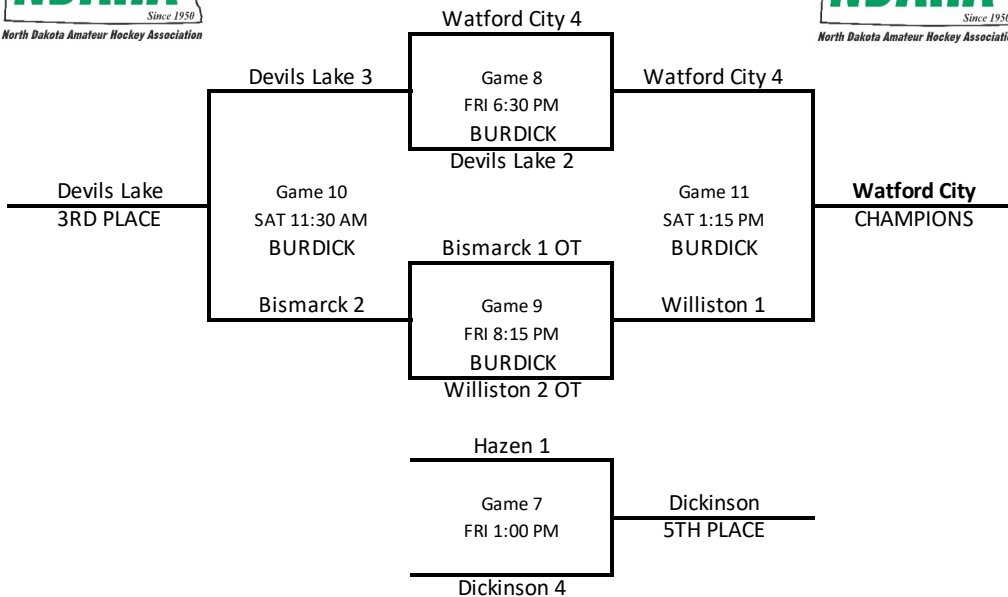 NDAHA
Since 1950
North Dakota Amateur Hockey Association
NDAHA
Since 1950
North Dakota Amateur Hockey Associati
Watford City 4
Devils Lake 3
Game 8
Watford City 4
FRI 6:30 PM
BURDICK
Devils Lake 2
Devils Lake
3RD PLACE
Game 10
SAT 11:30 AM
BURDICK
Game 11
SAT 1:15 PM
BURDICK
Watford City
CHAMPIONS
Bismarck 1 OT
Bismarck 2
Game 9
Williston 1
FRI 8:15 PM
BURDICK
Williston 2 OT
Hazen 1
Game 7
FRI 1:00 PM
Dickinson
5TH PLACE
Dickinson 4